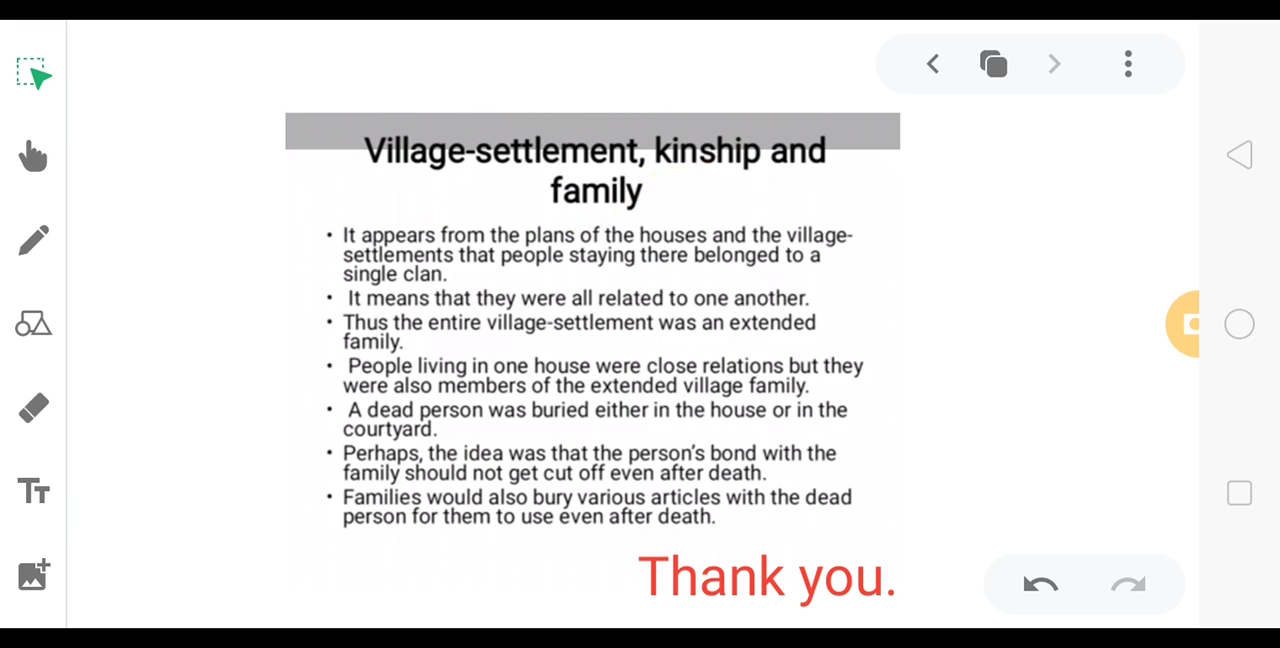 Village-settlement, kinship and
family
• It appears from the plans of the houses and the village-
settlements that people staying there belonged to a
single clan.
• It means that they were all related to one another.
• Thus the entire village-settlement was an extended
family.
• People living in one house were close relations but they
were also members of the extended village family.
• A dead person was buried either in the house or in the
courtyard.
• Perhaps, the idea was that the person's bond with the
family should not get cut off even after death.
• Families would also bury various articles with the dead
person for them to use even after death.
Thank you.
TT